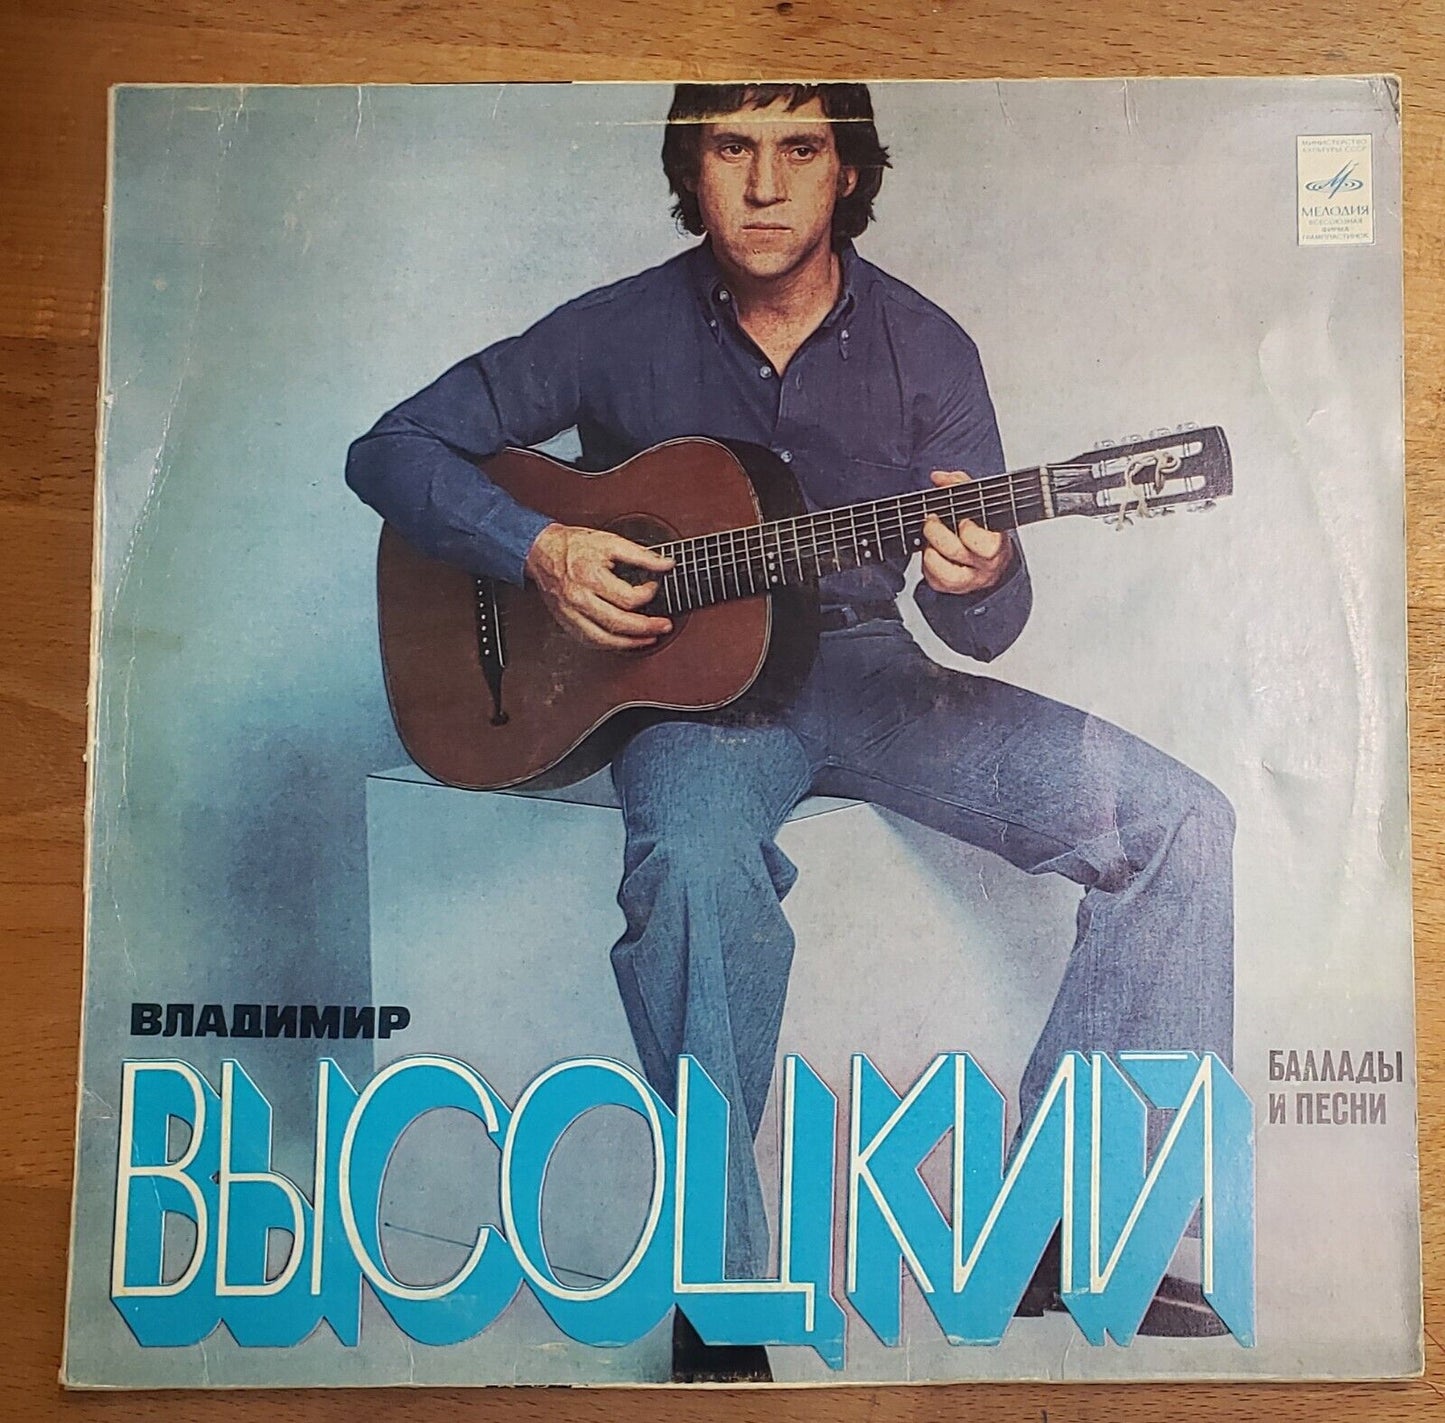 МИНИСТЕРСТВО
КУЛЬТУРЫ СССР
МЕЛОДИЯ
ВСЕСОЮЗНАЯ
ФИРМА
ГРАМПЛАСТИНОК
ВЛАДИМИР
ВЫСОЦКИЙ
БАЛЛАДЫ
И ПЕСНИ